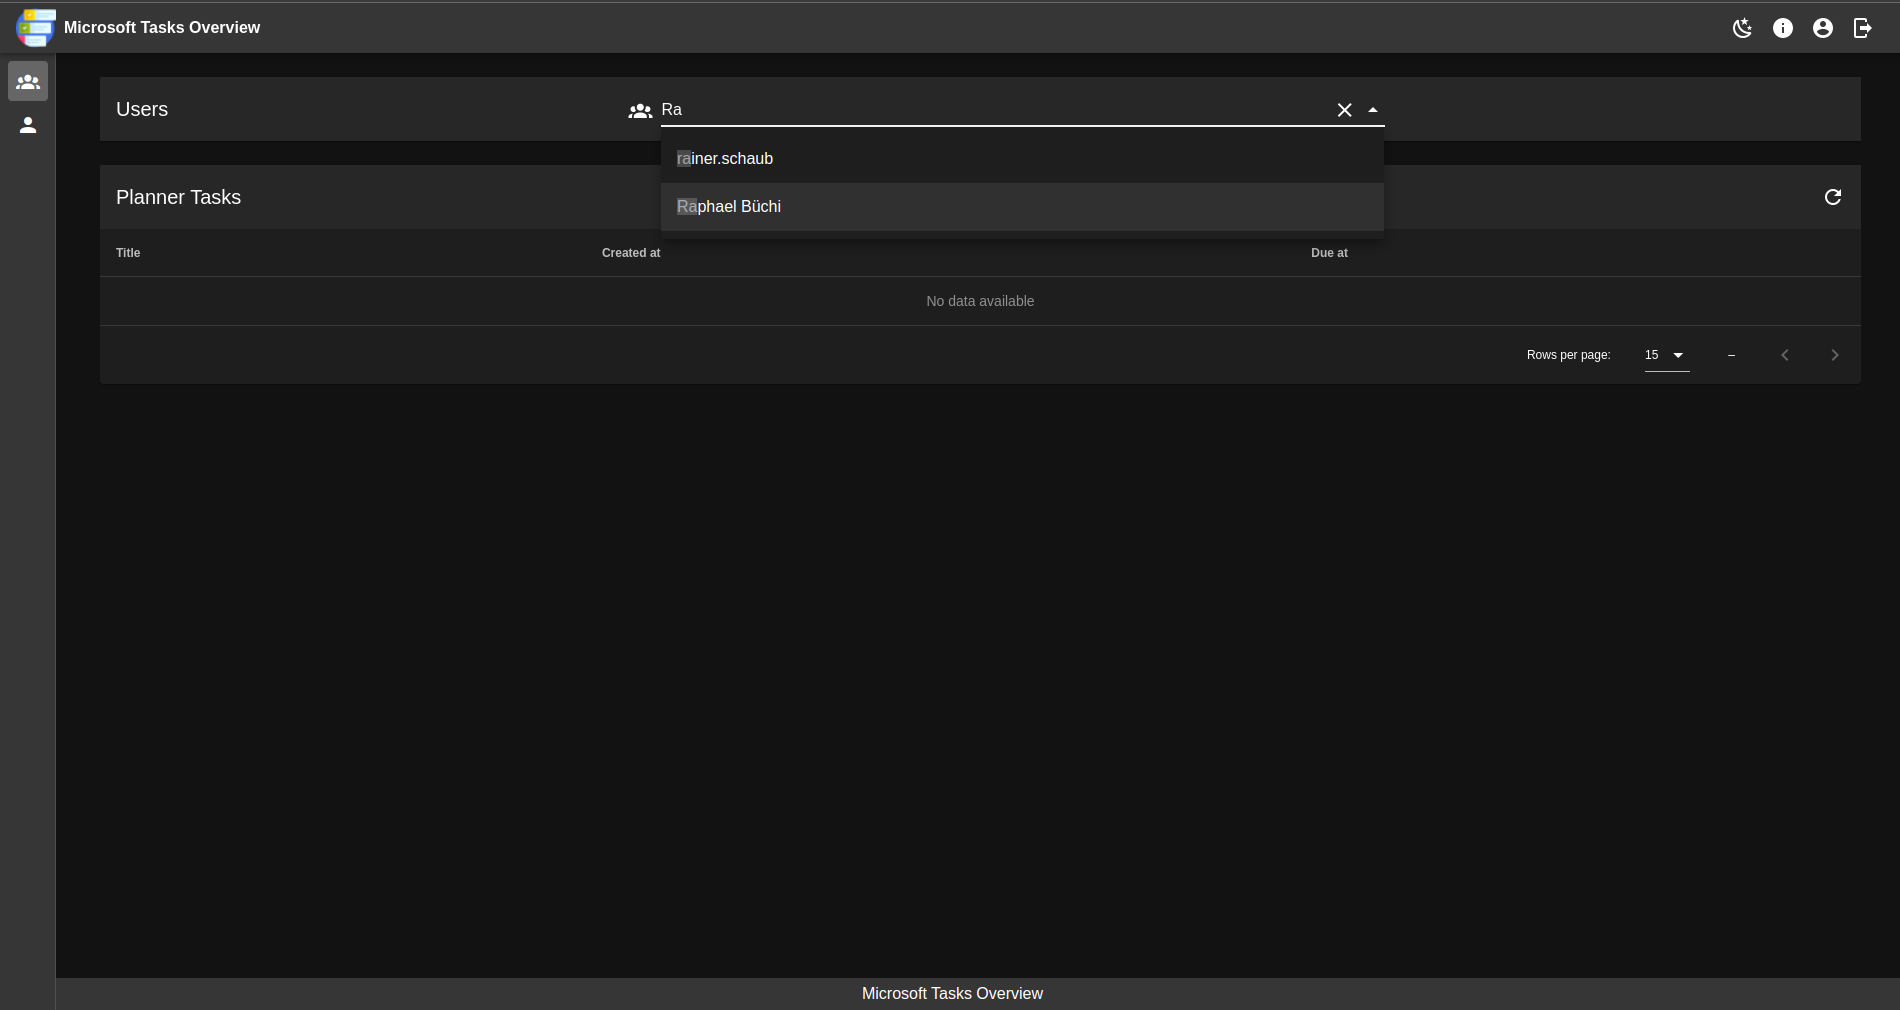 Microsoft Tasks Overview
Users
Ra
rainer.schaub
Raphael Büchi
Planner Tasks
Title Created at Due at
No data available
Rows per page: 15 –
Microsoft Tasks Overview